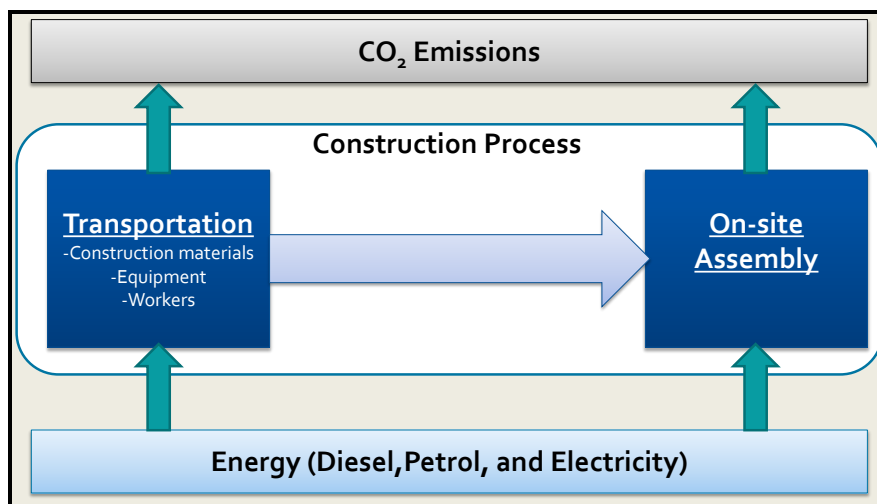 CO₂ Emissions
Construction Process
Transportation
-Construction materials
-Equipment
-Workers
On-site
Assembly
Energy (Diesel,Petrol, and Electricity)